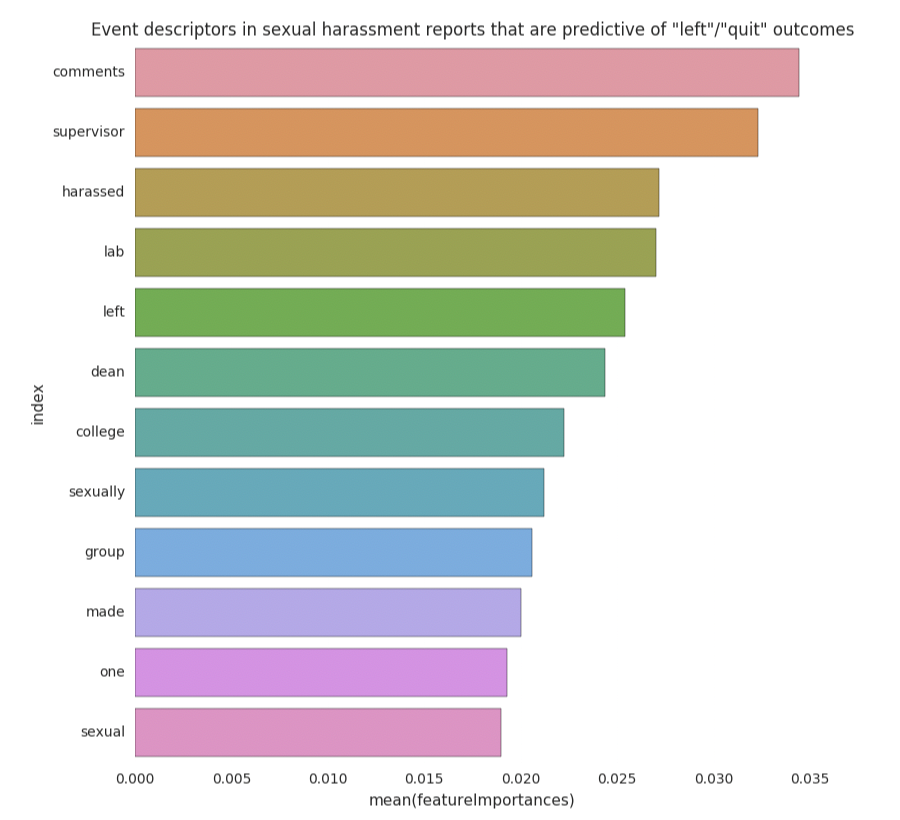 Event descriptors in sexual harassment reports that are predictive of "left"/"quit" outcomes
comments
supervisor
harassed
lab
left
dean
index
college
sexually
group
made
one
sexual
0.000 0.005 0.010 0.015 0.020 0.025 0.030 0.035
mean(featureImportances)